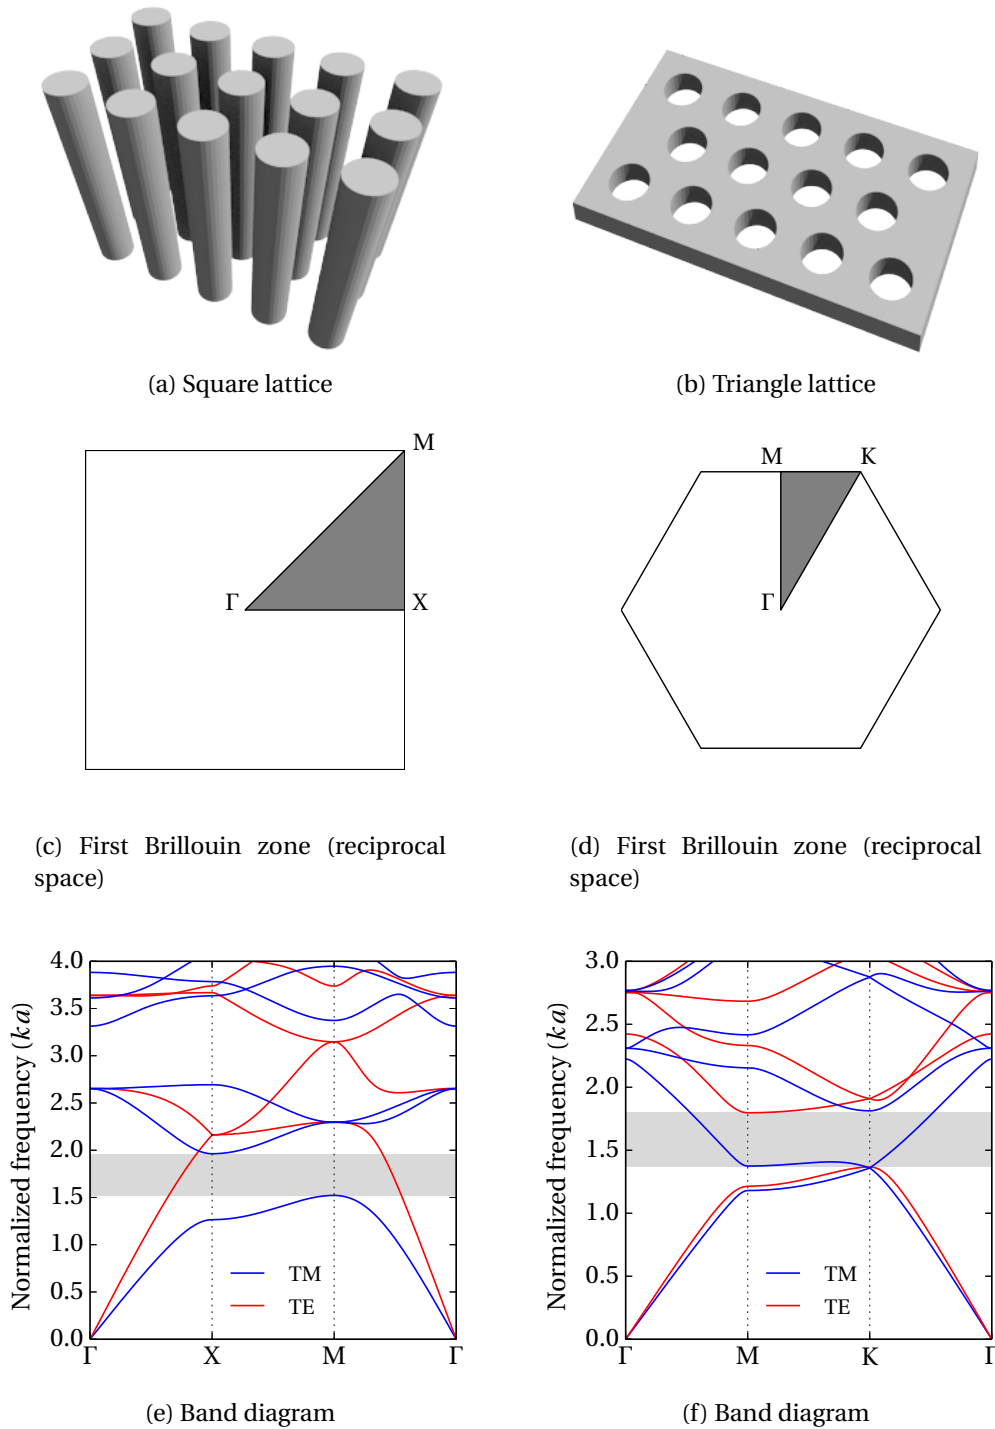 (a) Square lattice
(b) Triangle lattice
M
Γ
X
M
K
Γ
(c) First Brillouin zone (reciprocal
space)
(d) First Brillouin zone (reciprocal
space)
Normalized frequency (ka)
4.0
3.5
3.0
2.5
2.0
1.5
1.0
0.5
0.0
TM
TE
Γ
X
M
Γ
(e) Band diagram
Normalized frequency (ka)
3.0
2.5
2.0
1.5
1.0
0.5
0.0
TM
TE
Γ
M
K
Γ
(f) Band diagram